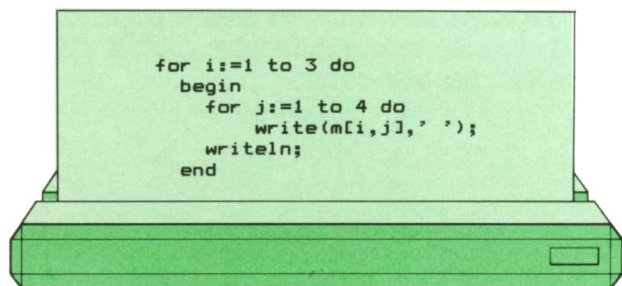 for i:=1 to 3 do
begin
for j:=1 to 4 do
write(m[i,j],' ');
writeln;
end